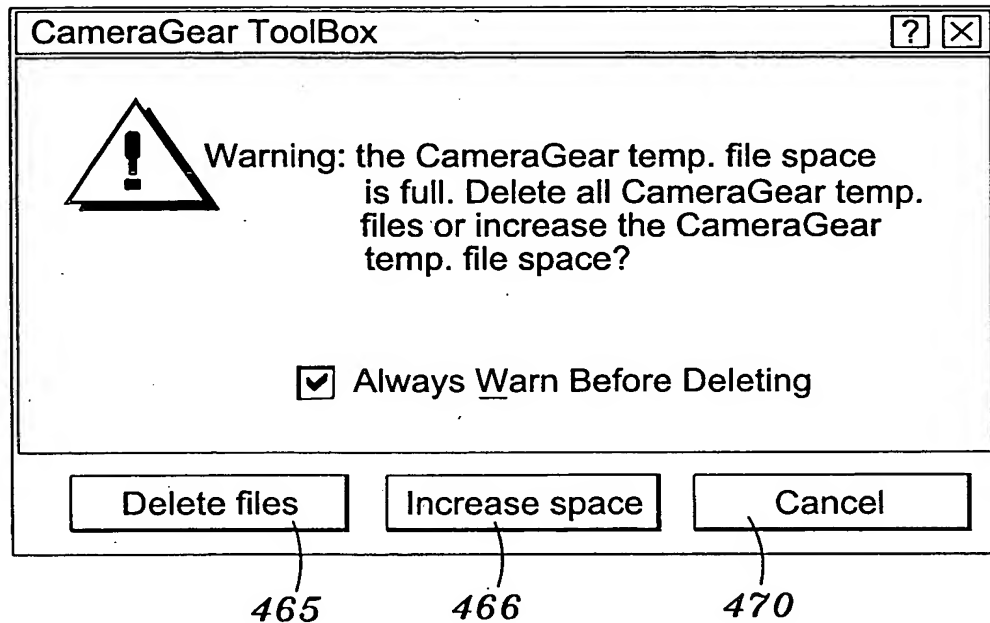 CameraGear ToolBox ?
Warning: the CameraGear temp. file space
is full. Delete all CameraGear temp.
files or increase the CameraGear
temp. file space?
Always Warn Before Deleting
Delete files Increase space Cancel
465 466 470